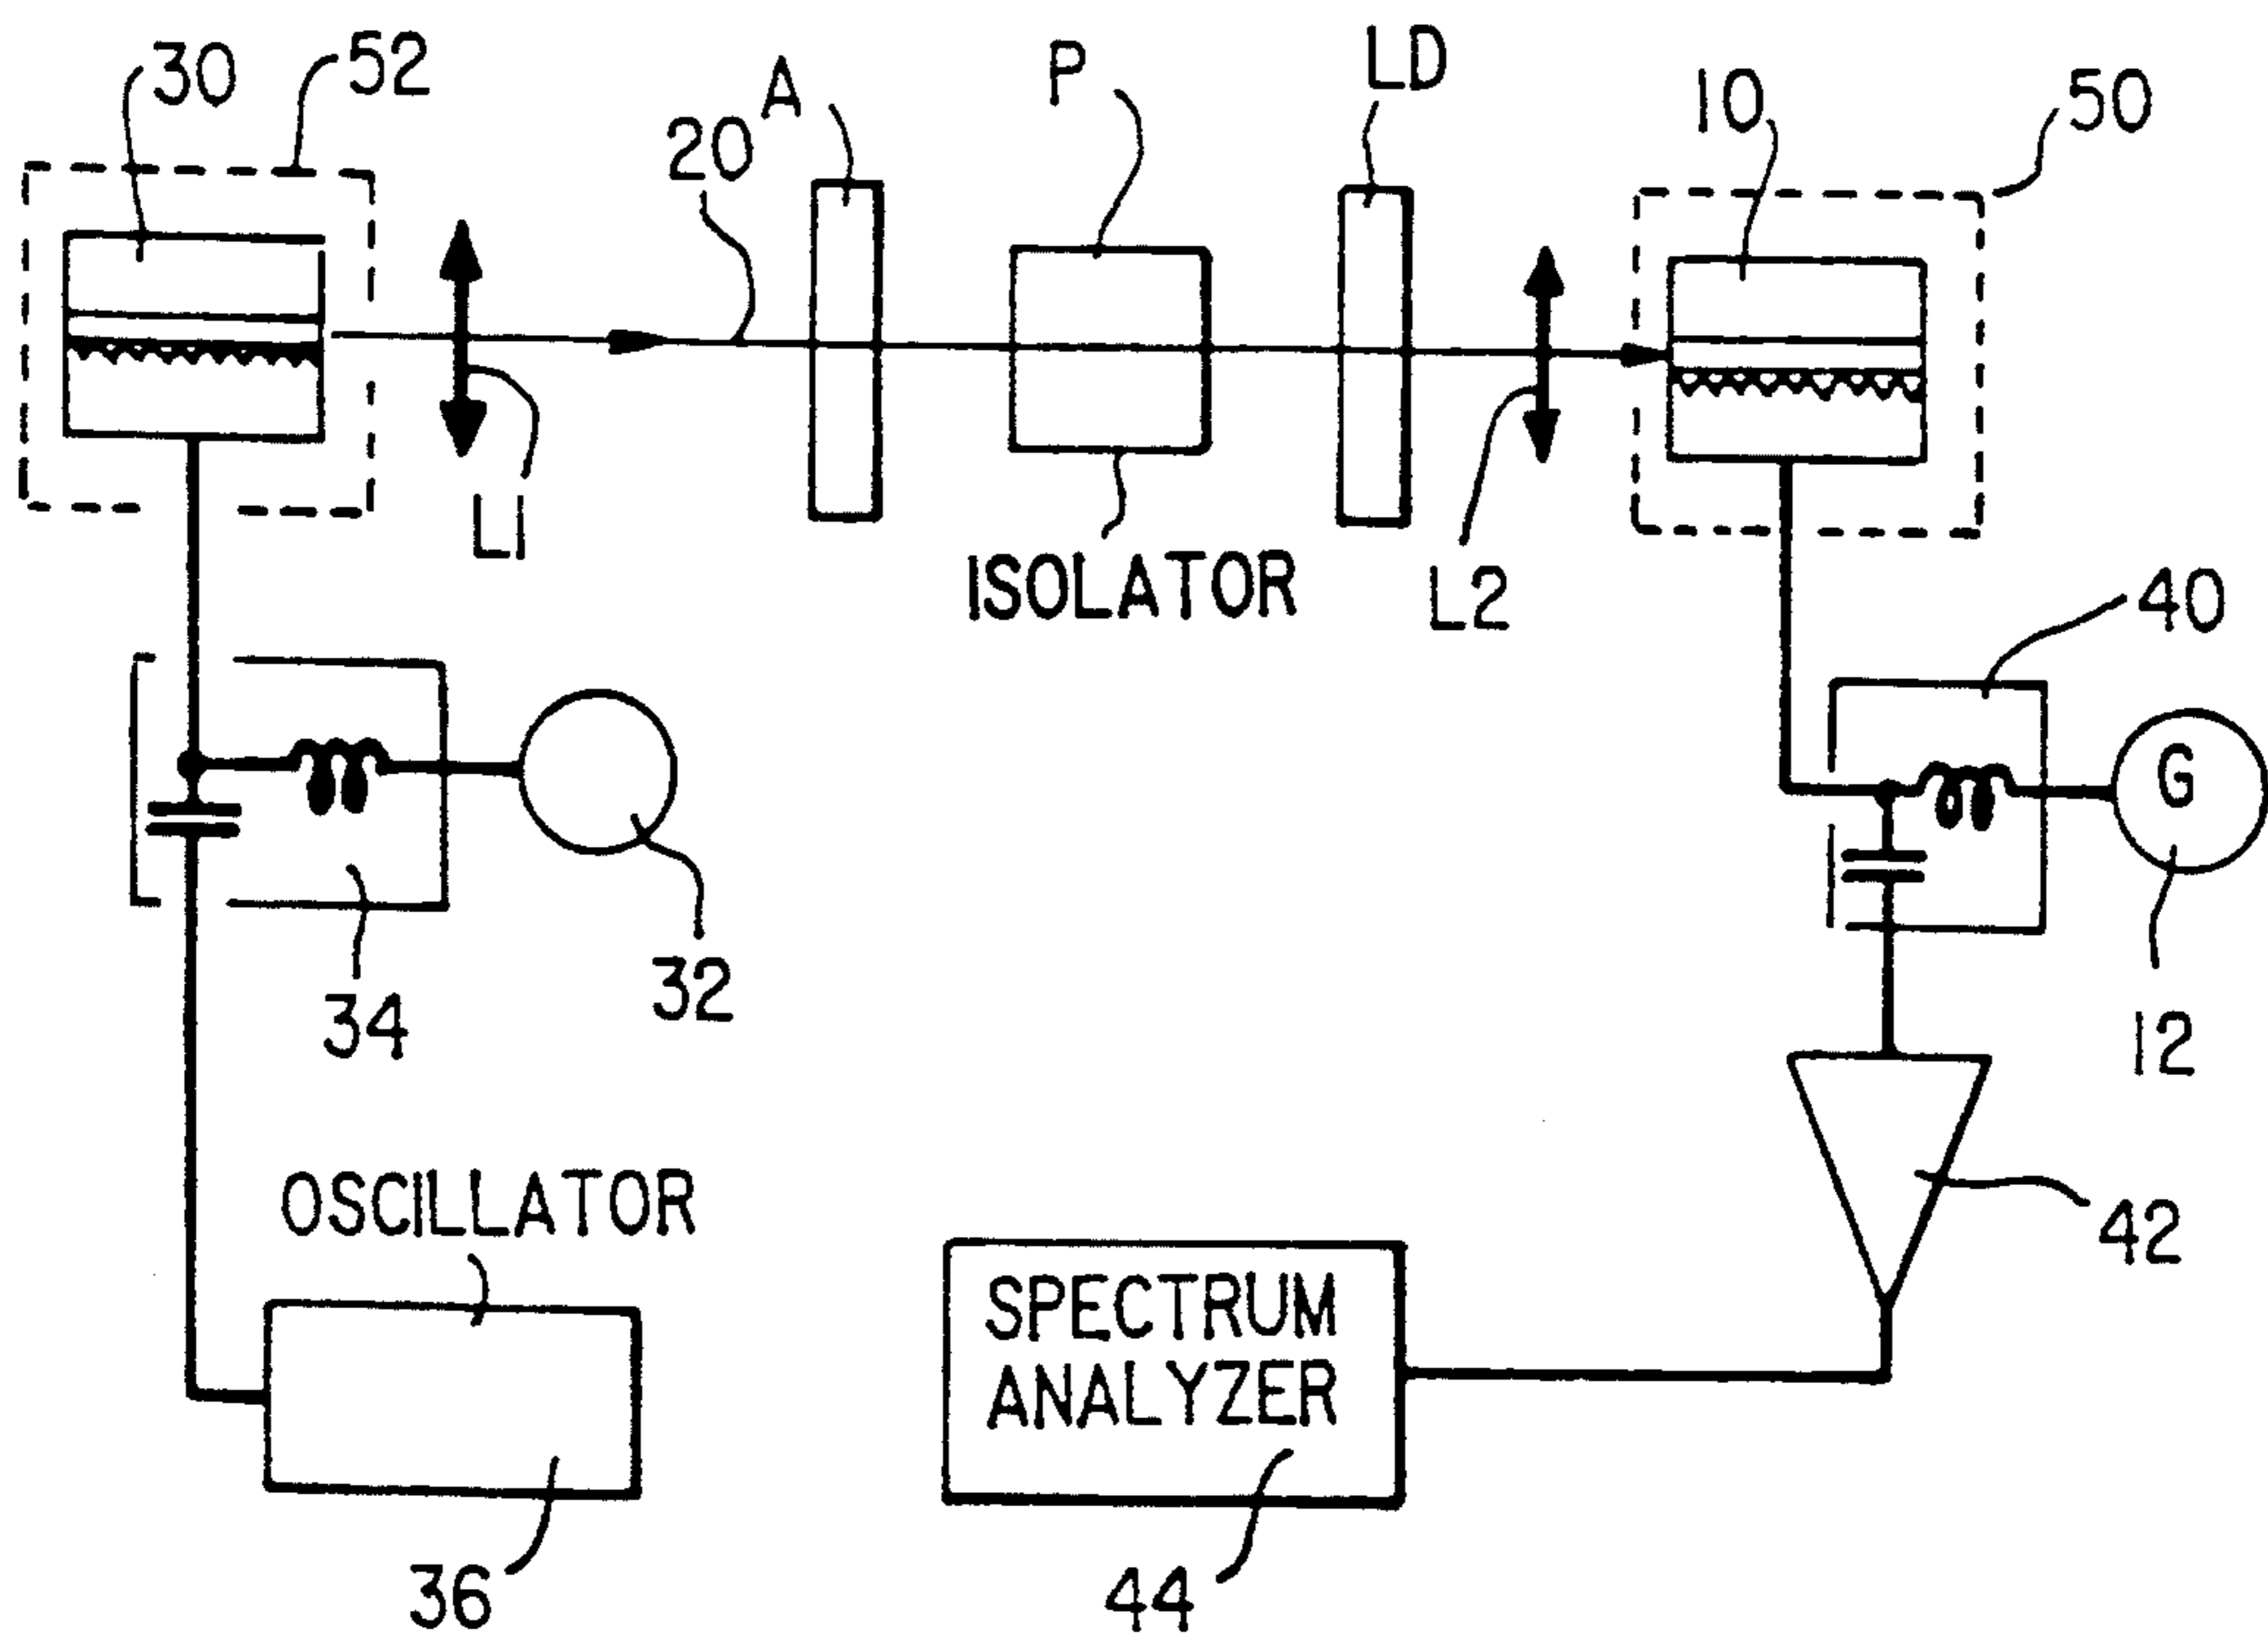 30
52
20
A
P
LD
10
50
L1
ISOLATOR
L2
40
G
34
32
12
OSCILLATOR
SPECTRUM
ANALYZER
42
36
44